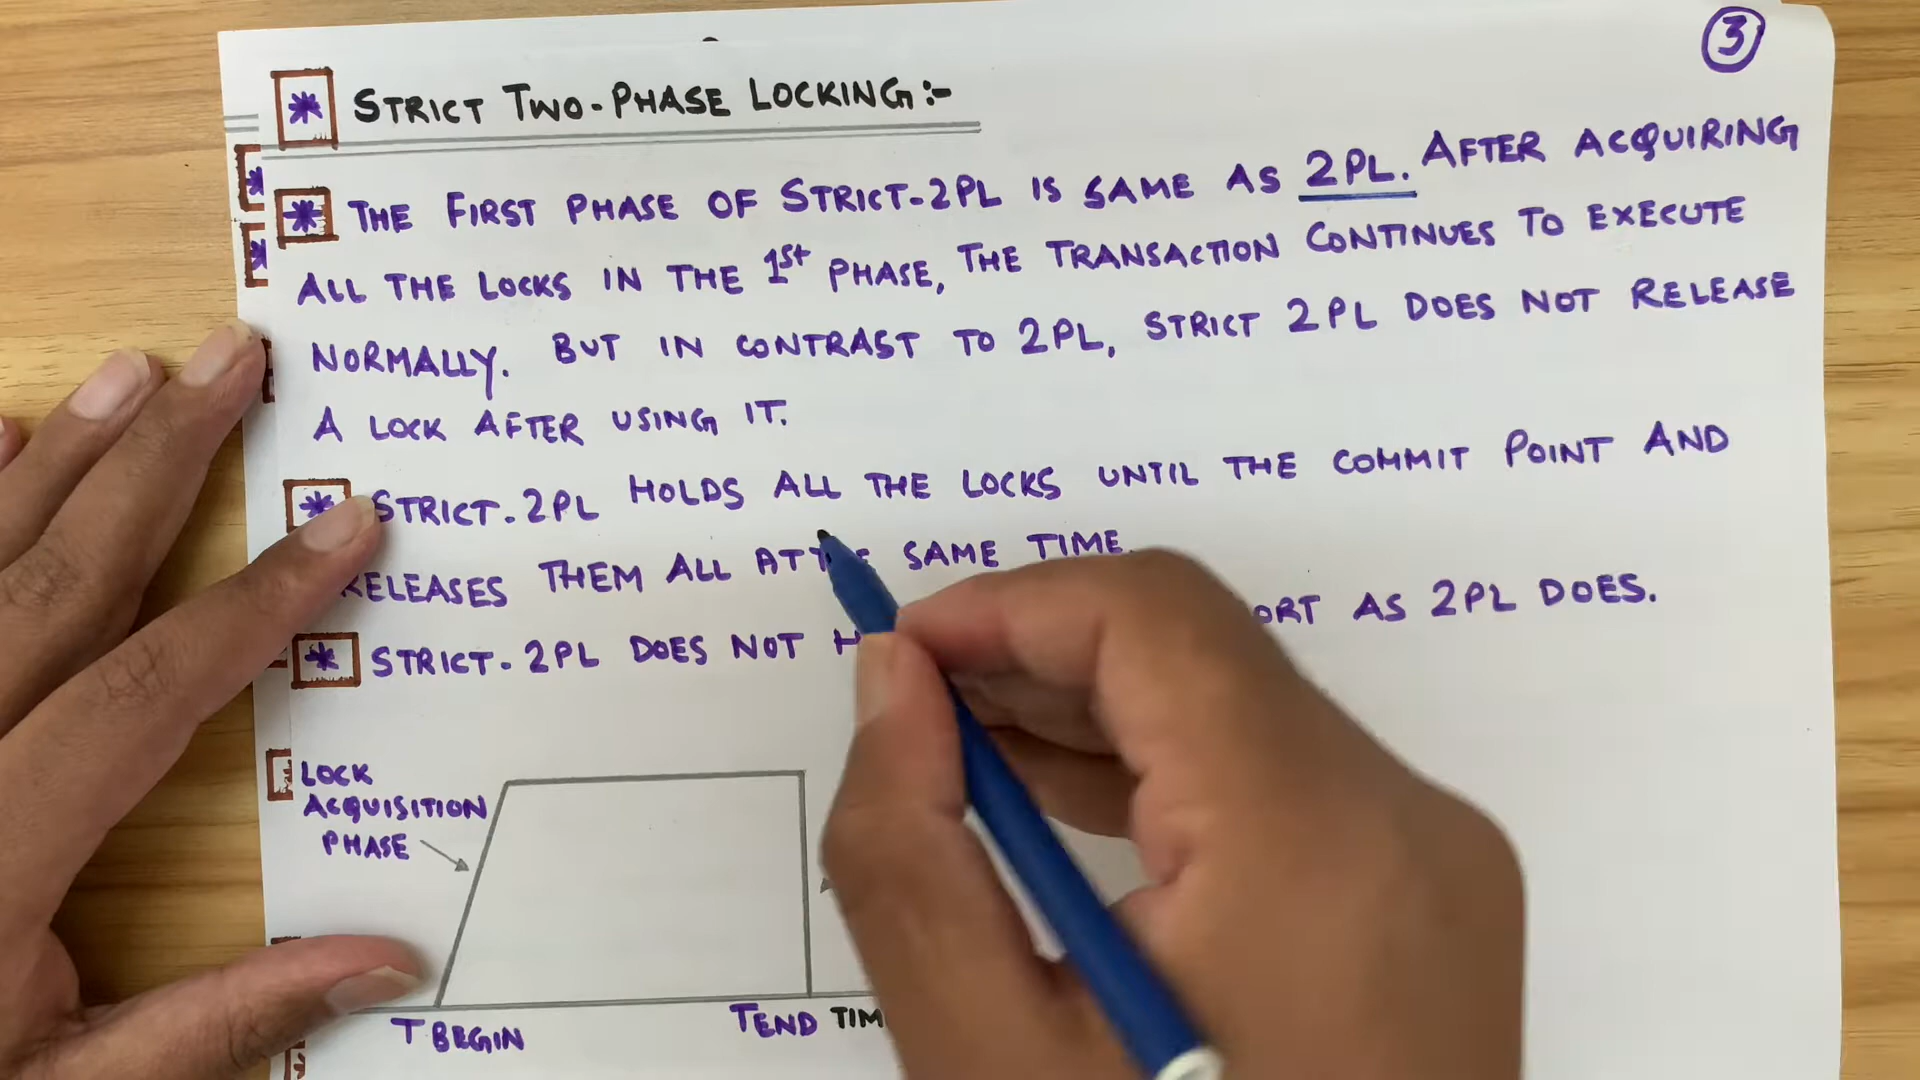 3
* STRICT TWO-PHASE LOCKING:-
* THE FIRST PHASE OF STRICT-2PL IS SAME AS 2PL. AFTER ACQUIRING
ALL THE LOCKS IN THE 1st PHASE, THE TRANSACTION CONTINUES TO EXECUTE
NORMALLY. BUT IN CONTRAST TO 2PL, STRICT 2PL DOES NOT RELEASE
A LOCK AFTER USING IT.
* STRICT-2PL HOLDS ALL THE LOCKS UNTIL THE COMMIT POINT AND
RELEASES THEM ALL AT SAME TIME.
* STRICT-2PL DOES NOT AS 2PL DOES.
LOCK
ACQUISITION
PHASE
T BEGIN
TEND